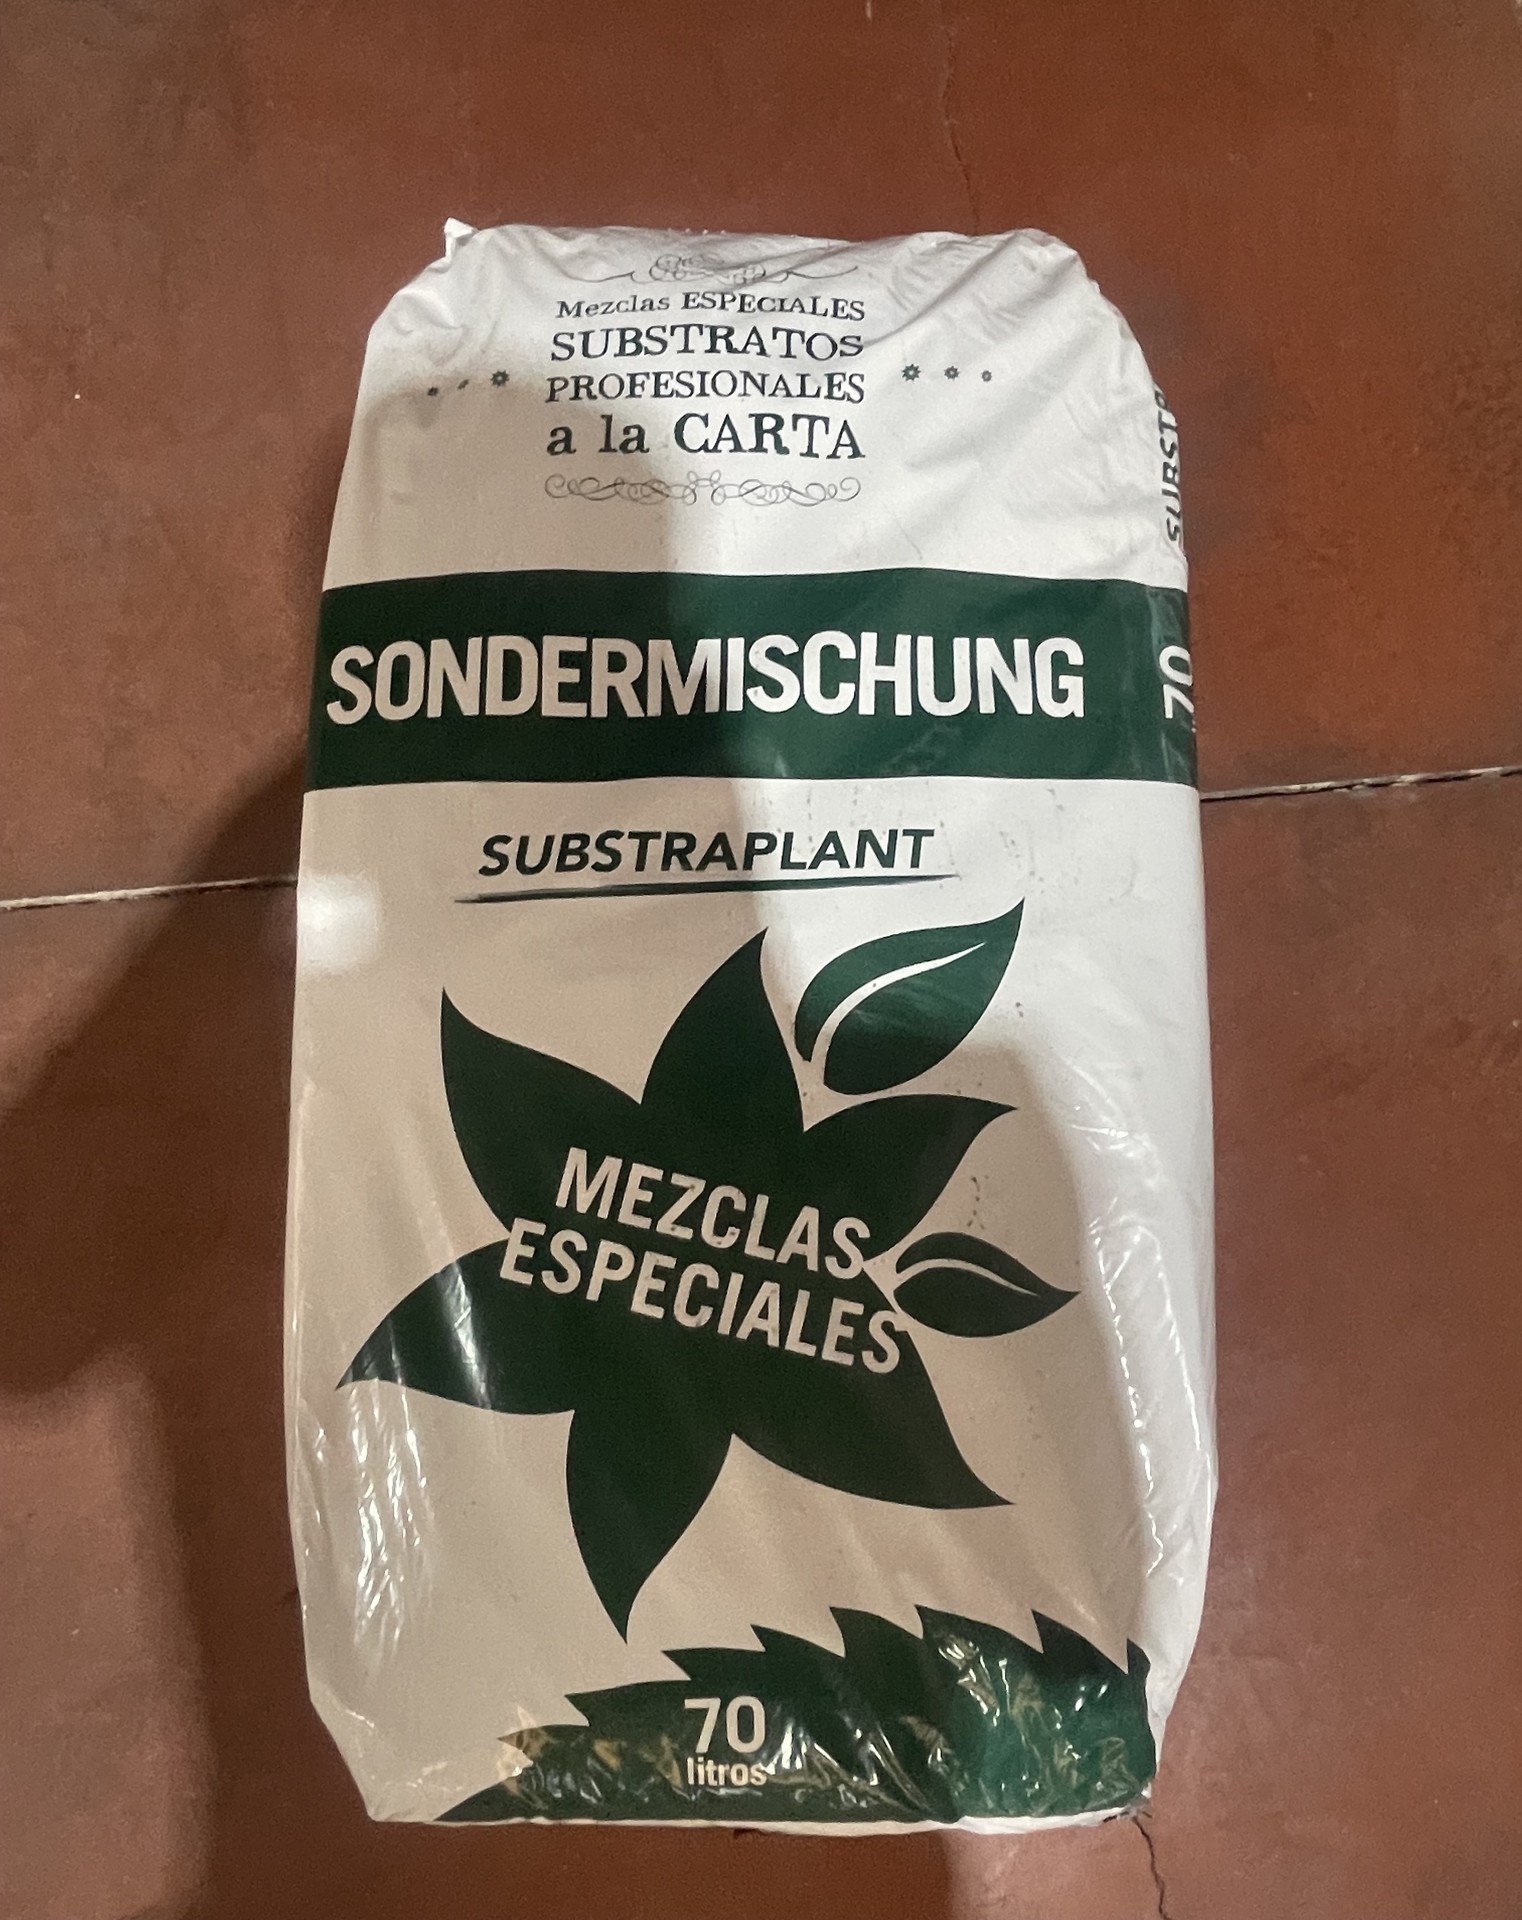 Mezclas ESPECIALES
SUBSTRATOS
PROFESIONALES
a la CARTA
SONDERMISCHUNG
70
SUBSTRAPLANT
MEZCLAS
ESPECIALES
70
litros